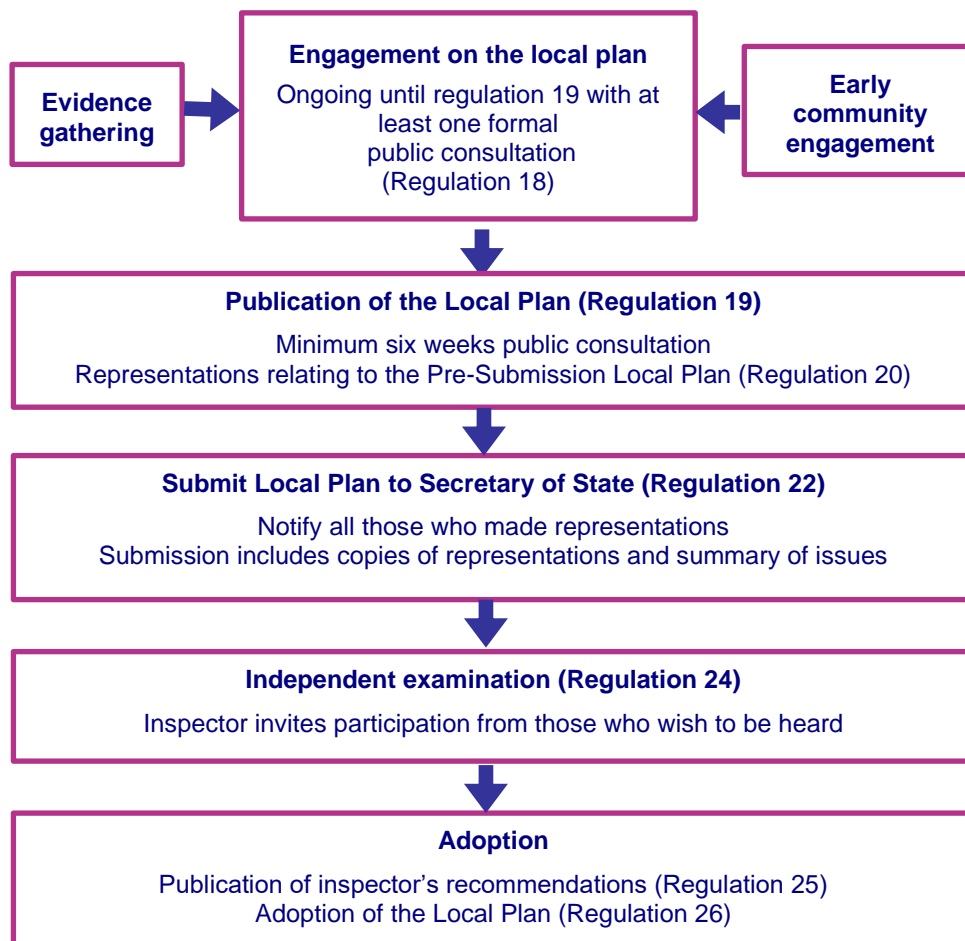 Evidence
gathering
Engagement on the local plan
Ongoing until regulation 19 with at
least one formal
public consultation
(Regulation 18)
Early
community
engagement
Publication of the Local Plan (Regulation 19)
Minimum six weeks public consultation
Representations relating to the Pre-Submission Local Plan (Regulation 20)
Submit Local Plan to Secretary of State (Regulation 22)
Notify all those who made representations
Submission includes copies of representations and summary of issues
Independent examination (Regulation 24)
Inspector invites participation from those who wish to be heard
Adoption
Publication of inspector’s recommendations (Regulation 25)
Adoption of the Local Plan (Regulation 26)